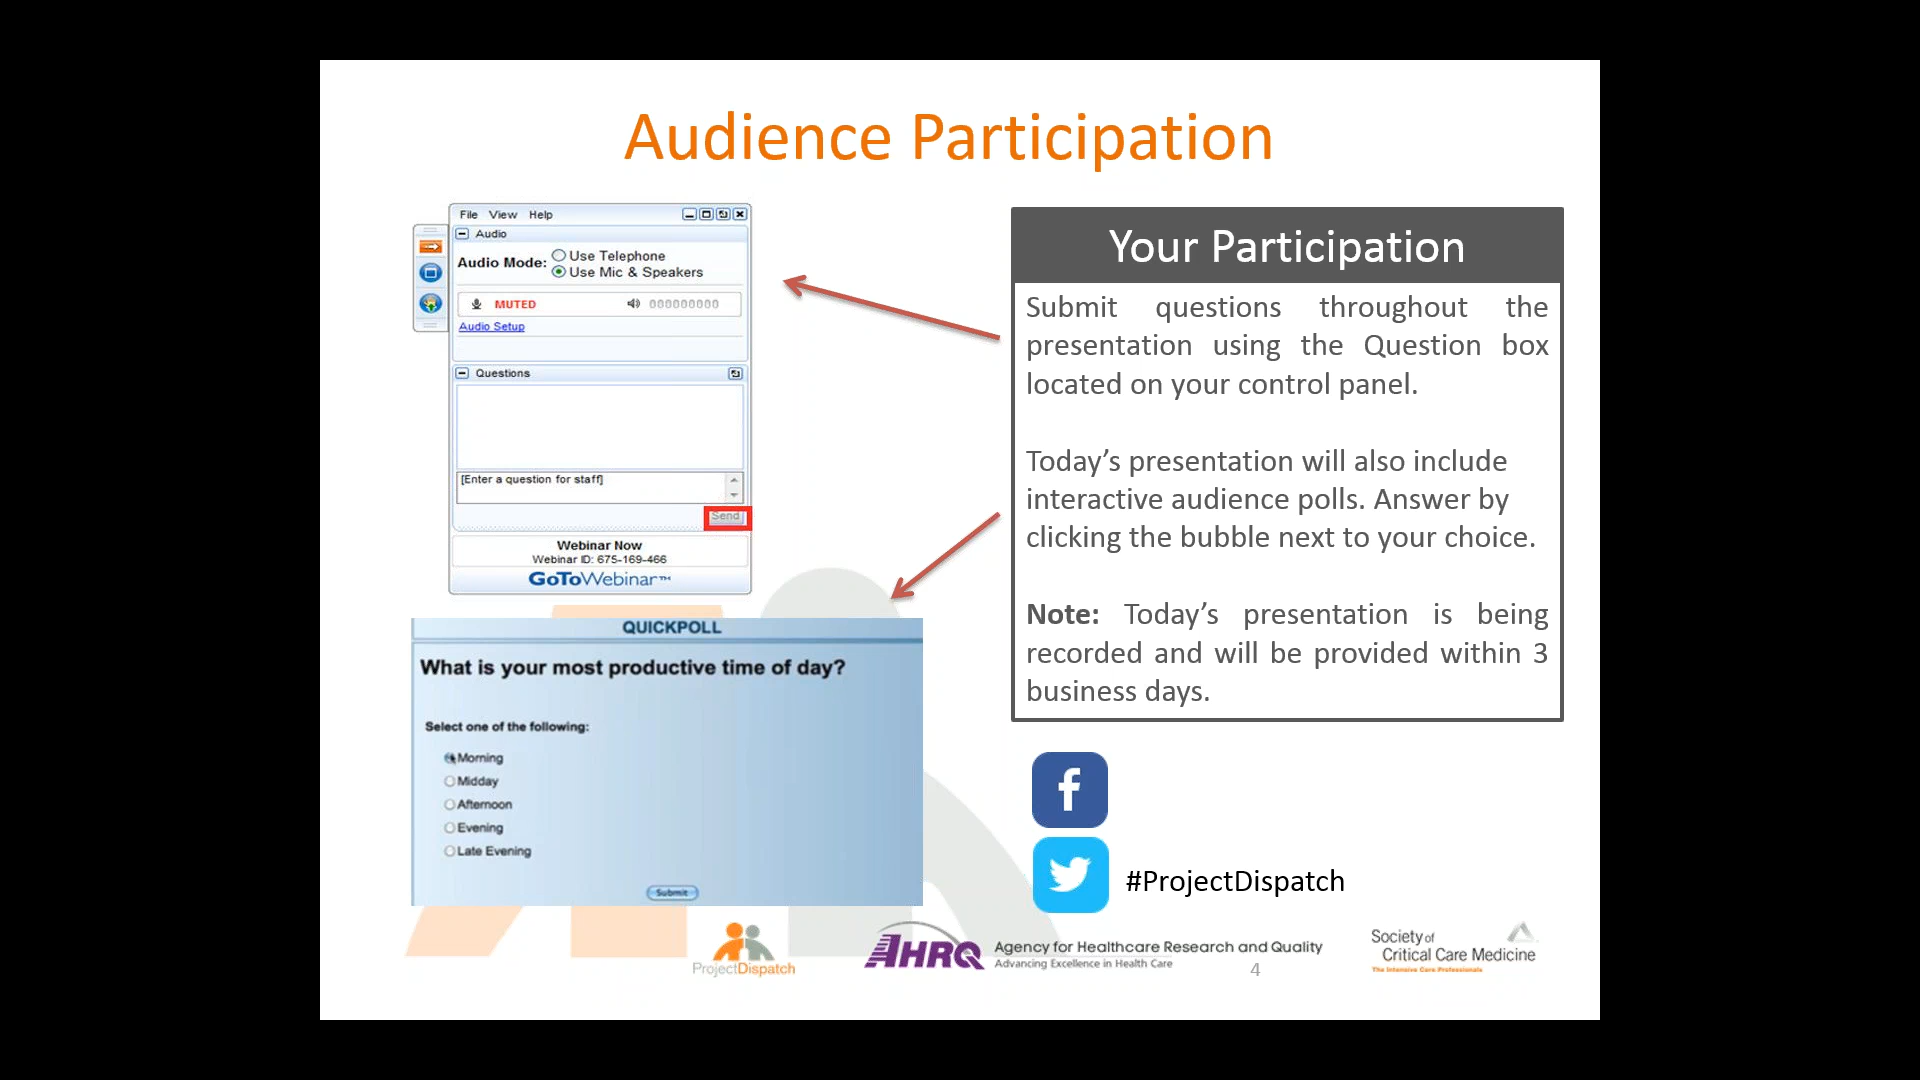 Audience Participation
File View Help
Audio
Audio Mode: Use Telephone
Use Mic & Speakers
MUTED 000000000
Audio Setup
Questions
[Enter a question for staff]
Send
Webinar Now
Webinar ID: 675-169-466
GoToWebinar™
QUICKPOLL
What is your most productive time of day?
Select one of the following:
Morning
Midday
Afternoon
Evening
Late Evening
Submit
Your Participation
Submit questions throughout the
presentation using the Question box
located on your control panel.
Today’s presentation will also include
interactive audience polls. Answer by
clicking the bubble next to your choice.
Note: Today’s presentation is being
recorded and will be provided within 3
business days.
f
#ProjectDispatch
ProjectDispatch
AHRQ
Agency for Healthcare Research and Quality
Advancing Excellence in Health Care
4
Society of
Critical Care Medicine
The Intensive Care Professionals